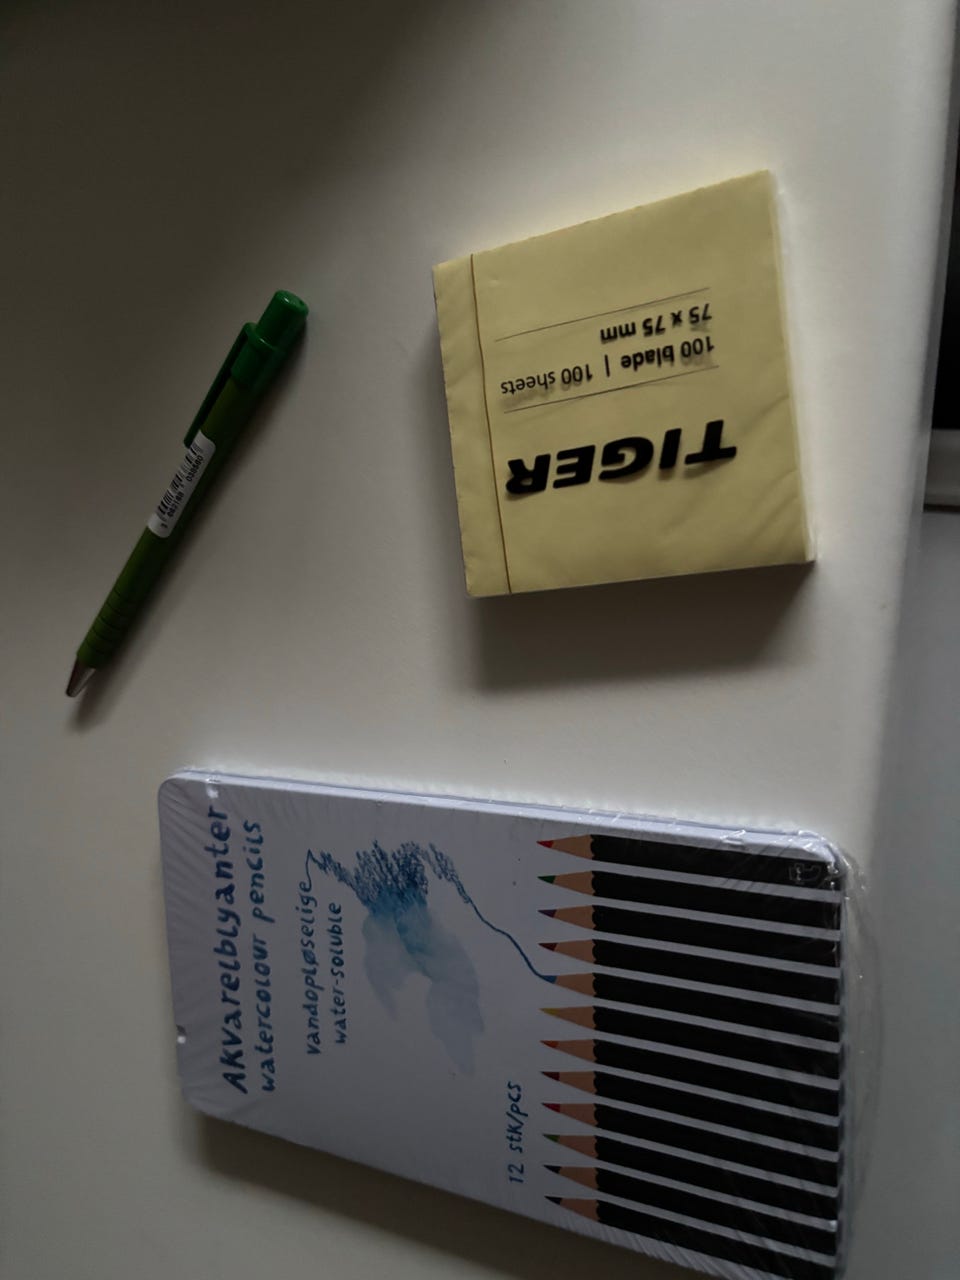 TIGER
100 blade | 100 sheets
75 x 75 mm
Akvarelblyanter
watercolour pencils
vandopløselige
water-soluble
12 stk/pcs